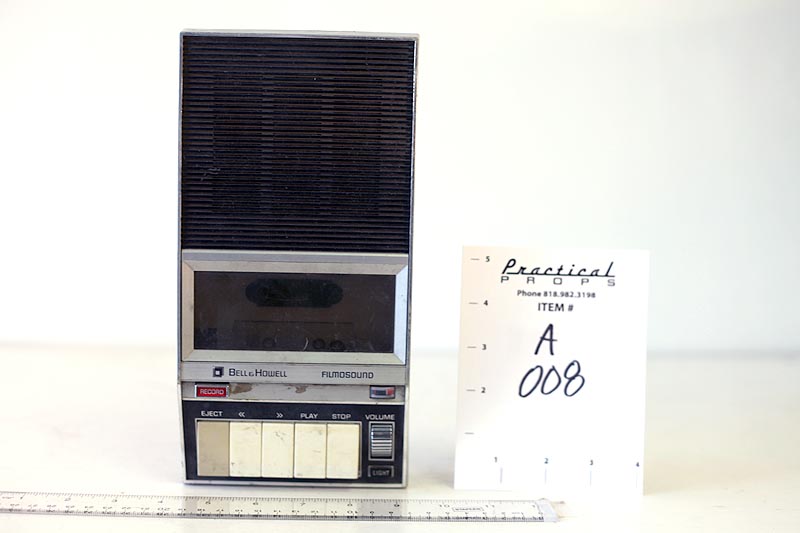 BELL & HOWELL FILMOSOUND
RECORD
EJECT << >> PLAY STOP VOLUME
LIGHT
Practical
PROPS
Phone 818.982.3198
ITEM #
A
008
5
4
3
2
1 2 3 4